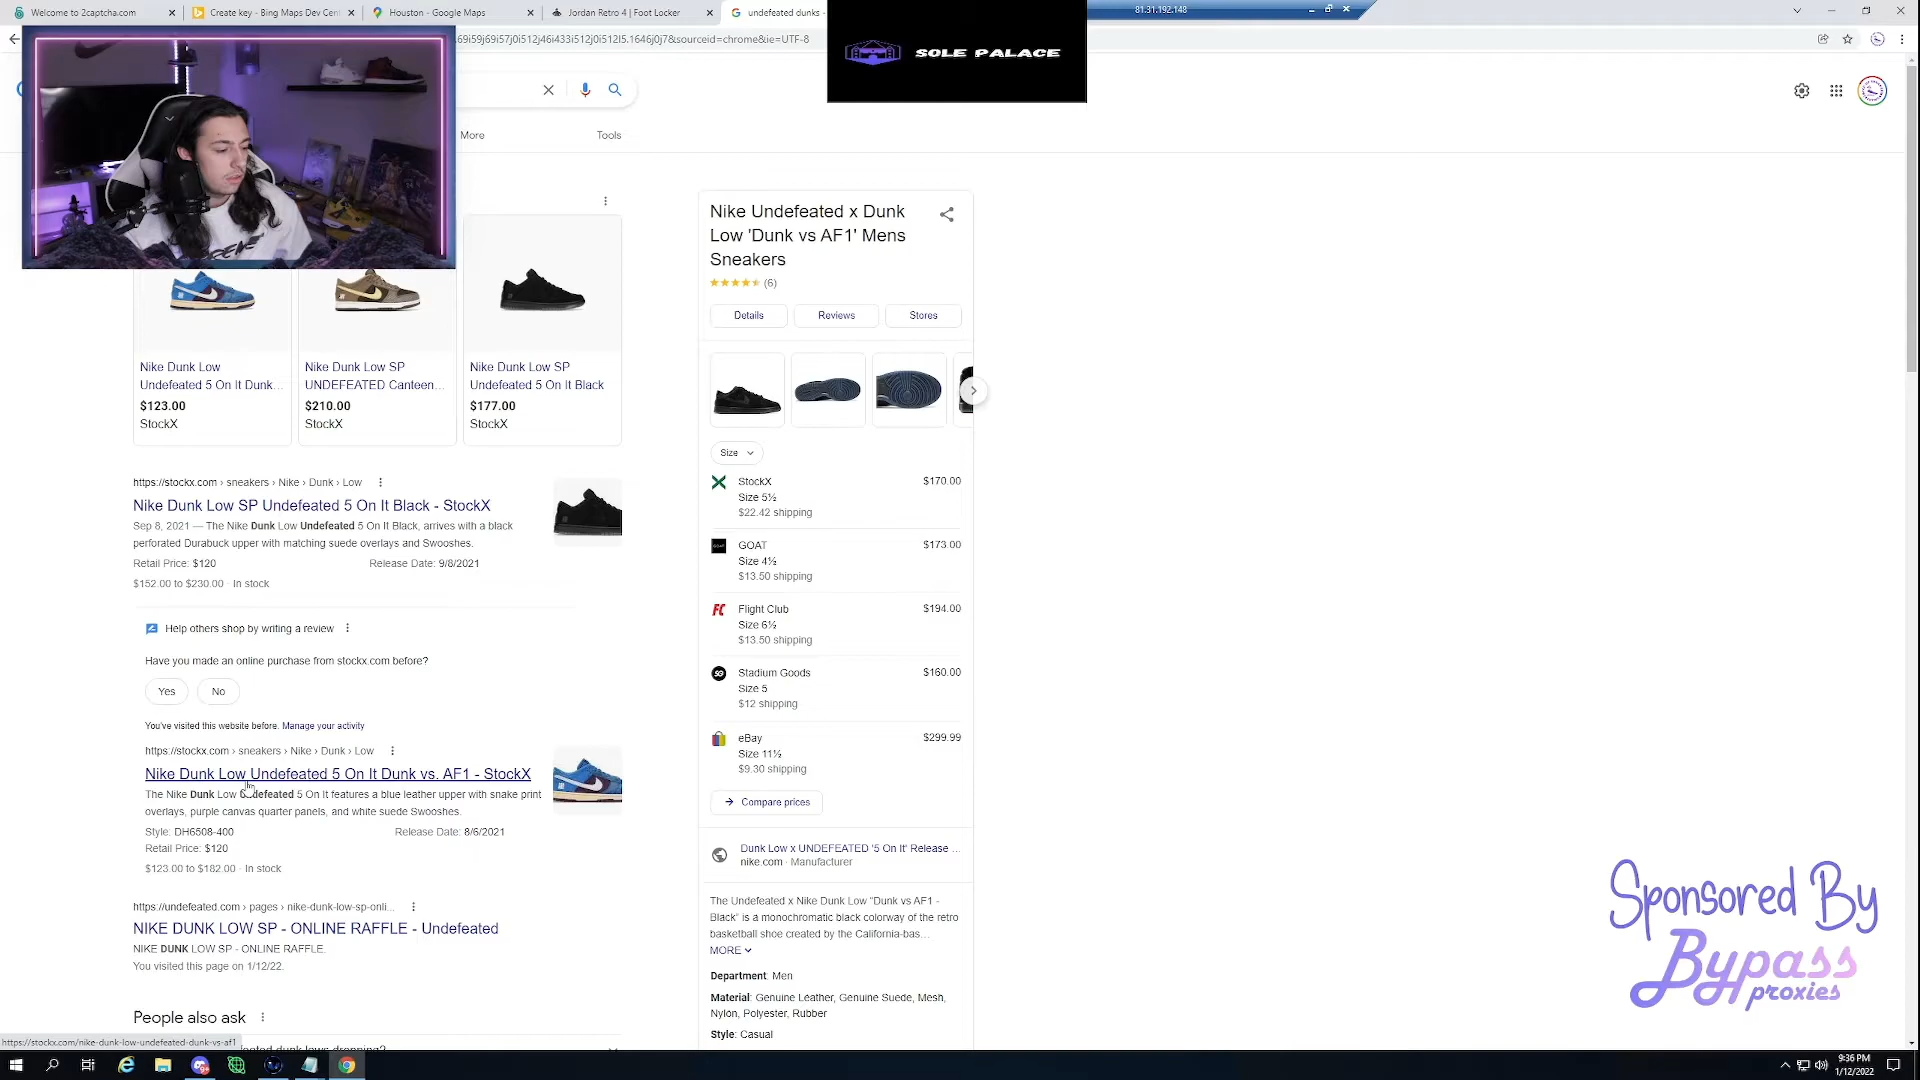 Welcome to 2captcha.com
Create key - Bing Maps Dev Cent
Houston - Google Maps
Jordan Retro 4 | Foot Locker
undefeated dunks -
81.31.192.148
69i59j69i57j0i512j46i433i512j0i512l5.1646j0j7&sourceid=chrome&ie=UTF-8
SOLE PALACE
More
Tools
Nike Dunk Low
Undefeated 5 On It Dunk...
$123.00
StockX
Nike Dunk Low SP
UNDEFEATED Canteen...
$210.00
StockX
Nike Dunk Low SP
Undefeated 5 On It Black
$177.00
StockX
https://stockx.com › sneakers › Nike › Dunk › Low
Nike Dunk Low SP Undefeated 5 On It Black - StockX
Sep 8, 2021 — The Nike Dunk Low Undefeated 5 On It Black, arrives with a black
perforated Durabuck upper with matching suede overlays and Swooshes.
Retail Price: $120
Release Date: 9/8/2021
$152.00 to $230.00 · In stock
Help others shop by writing a review
Have you made an online purchase from stockx.com before?
Yes
No
You've visited this website before. Manage your activity
https://stockx.com › sneakers › Nike › Dunk › Low
Nike Dunk Low Undefeated 5 On It Dunk vs. AF1 - StockX
The Nike Dunk Low Undefeated 5 On It features a blue leather upper with snake print
overlays, purple canvas quarter panels, and white suede Swooshes.
Style: DH6508-400
Release Date: 8/6/2021
Retail Price: $120
$123.00 to $182.00 · In stock
https://undefeated.com › pages › nike-dunk-low-sp-onli...
NIKE DUNK LOW SP - ONLINE RAFFLE - Undefeated
NIKE DUNK LOW SP - ONLINE RAFFLE.
You visited this page on 1/12/22.
People also ask
https://stockx.com/nike-dunk-low-undefeated-dunk-vs-af1
Nike Undefeated x Dunk
Low 'Dunk vs AF1' Mens
Sneakers
(6)
Details
Reviews
Stores
Size
StockX
$170.00
Size 5½
$22.42 shipping
GOAT
$173.00
Size 4½
$13.50 shipping
Flight Club
$194.00
Size 6½
$13.50 shipping
Stadium Goods
$160.00
Size 5
$12 shipping
eBay
$299.99
Size 11½
$9.30 shipping
Compare prices
Dunk Low x UNDEFEATED '5 On It' Release ...
nike.com · Manufacturer
The Undefeated x Nike Dunk Low "Dunk vs AF1 -
Black" is a monochromatic black colorway of the retro
basketball shoe created by the California-bas...
MORE
Department: Men
Material: Genuine Leather, Genuine Suede, Mesh,
Nylon, Polyester, Rubber
Style: Casual
Sponsored By
Bypass
proxies
9:36 PM
1/12/2022